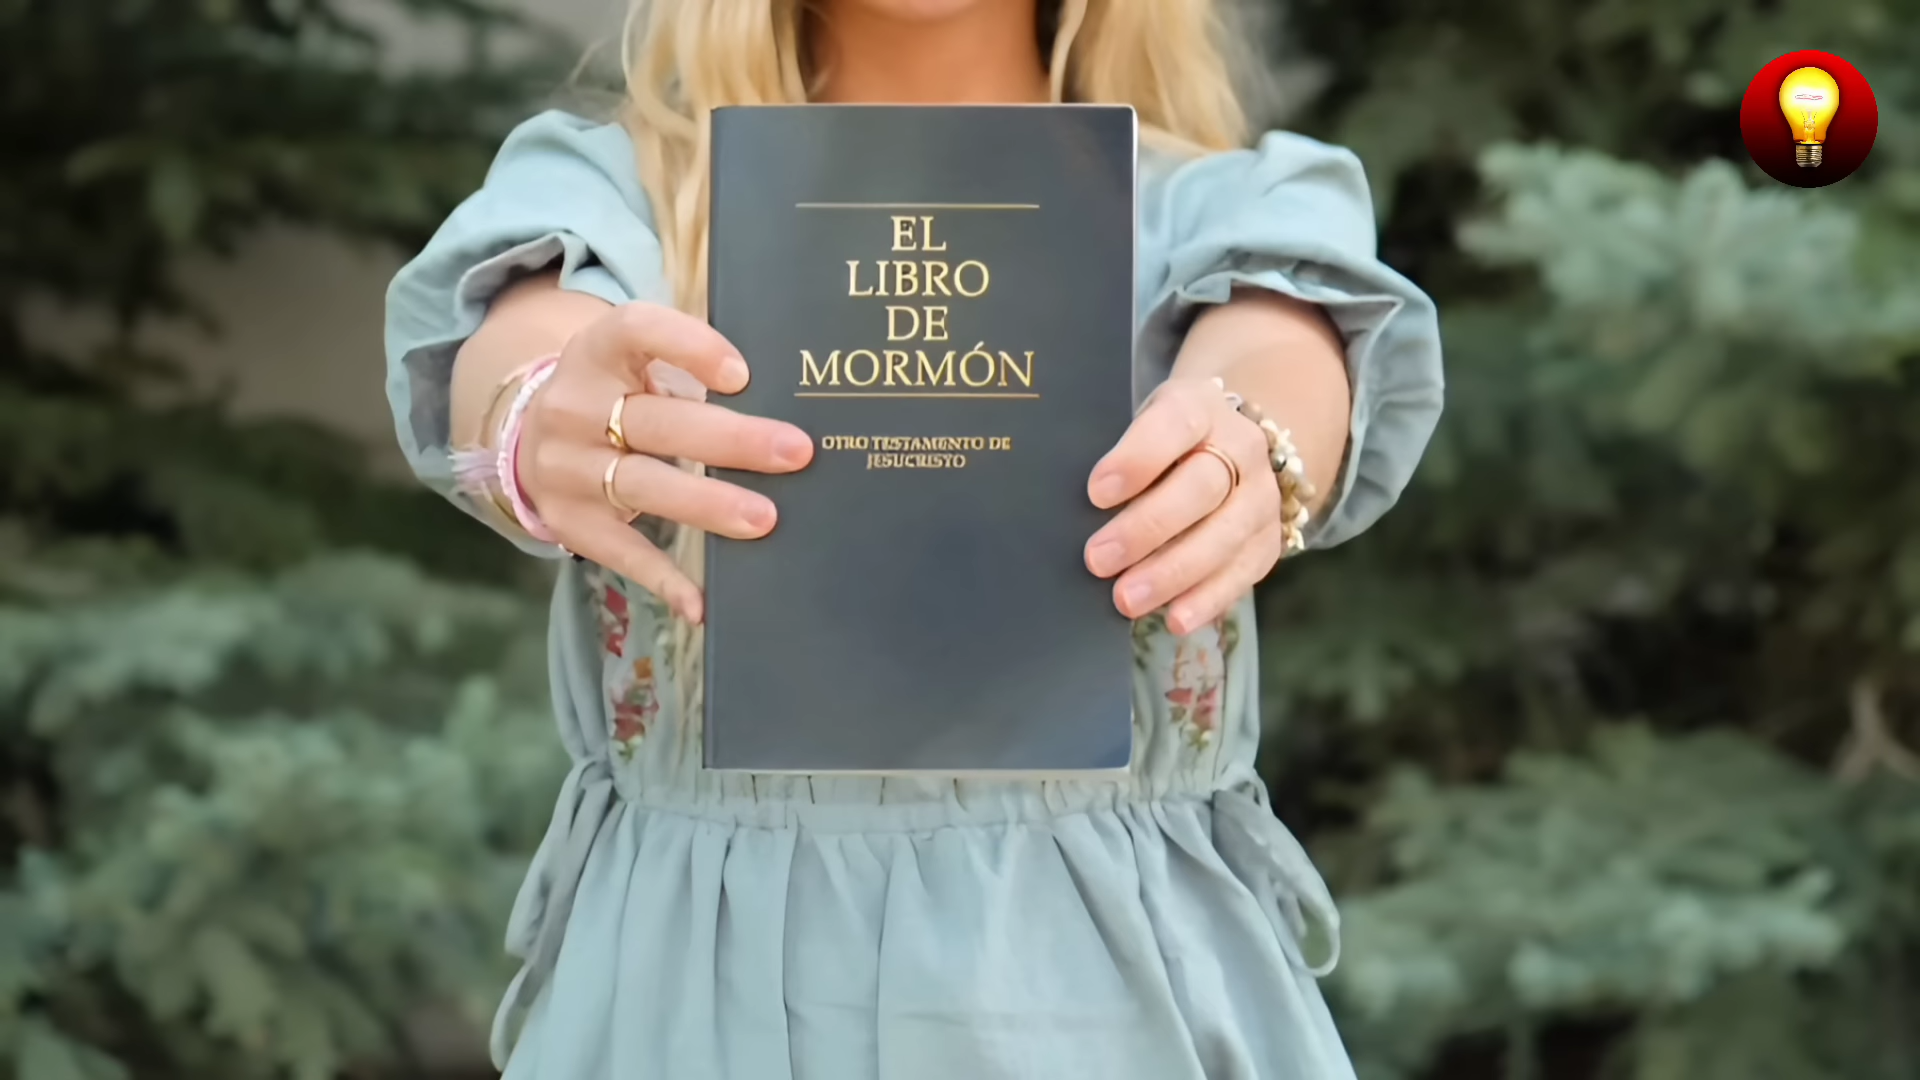 EL
LIBRO
DE
MORMÓN
OTRO TESTAMENTO DE
JESUCRISTO